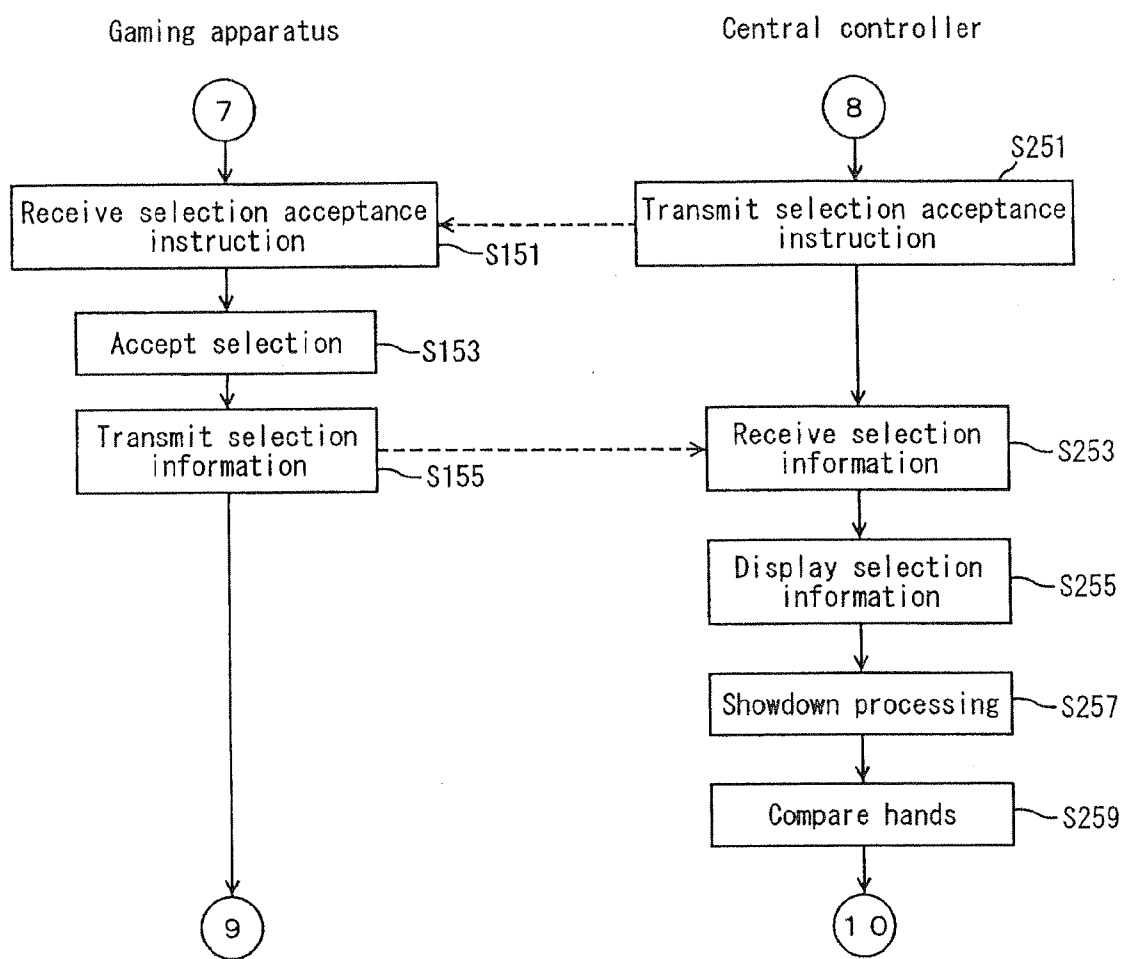 Gaming apparatus
Central controller
7
8
S251
Receive selection acceptance
instruction
S151
Transmit selection acceptance
instruction
Accept selection
S153
Transmit selection
information
S155
Receive selection
information
S253
Display selection
information
S255
Showdown processing
S257
Compare hands
S259
9
10